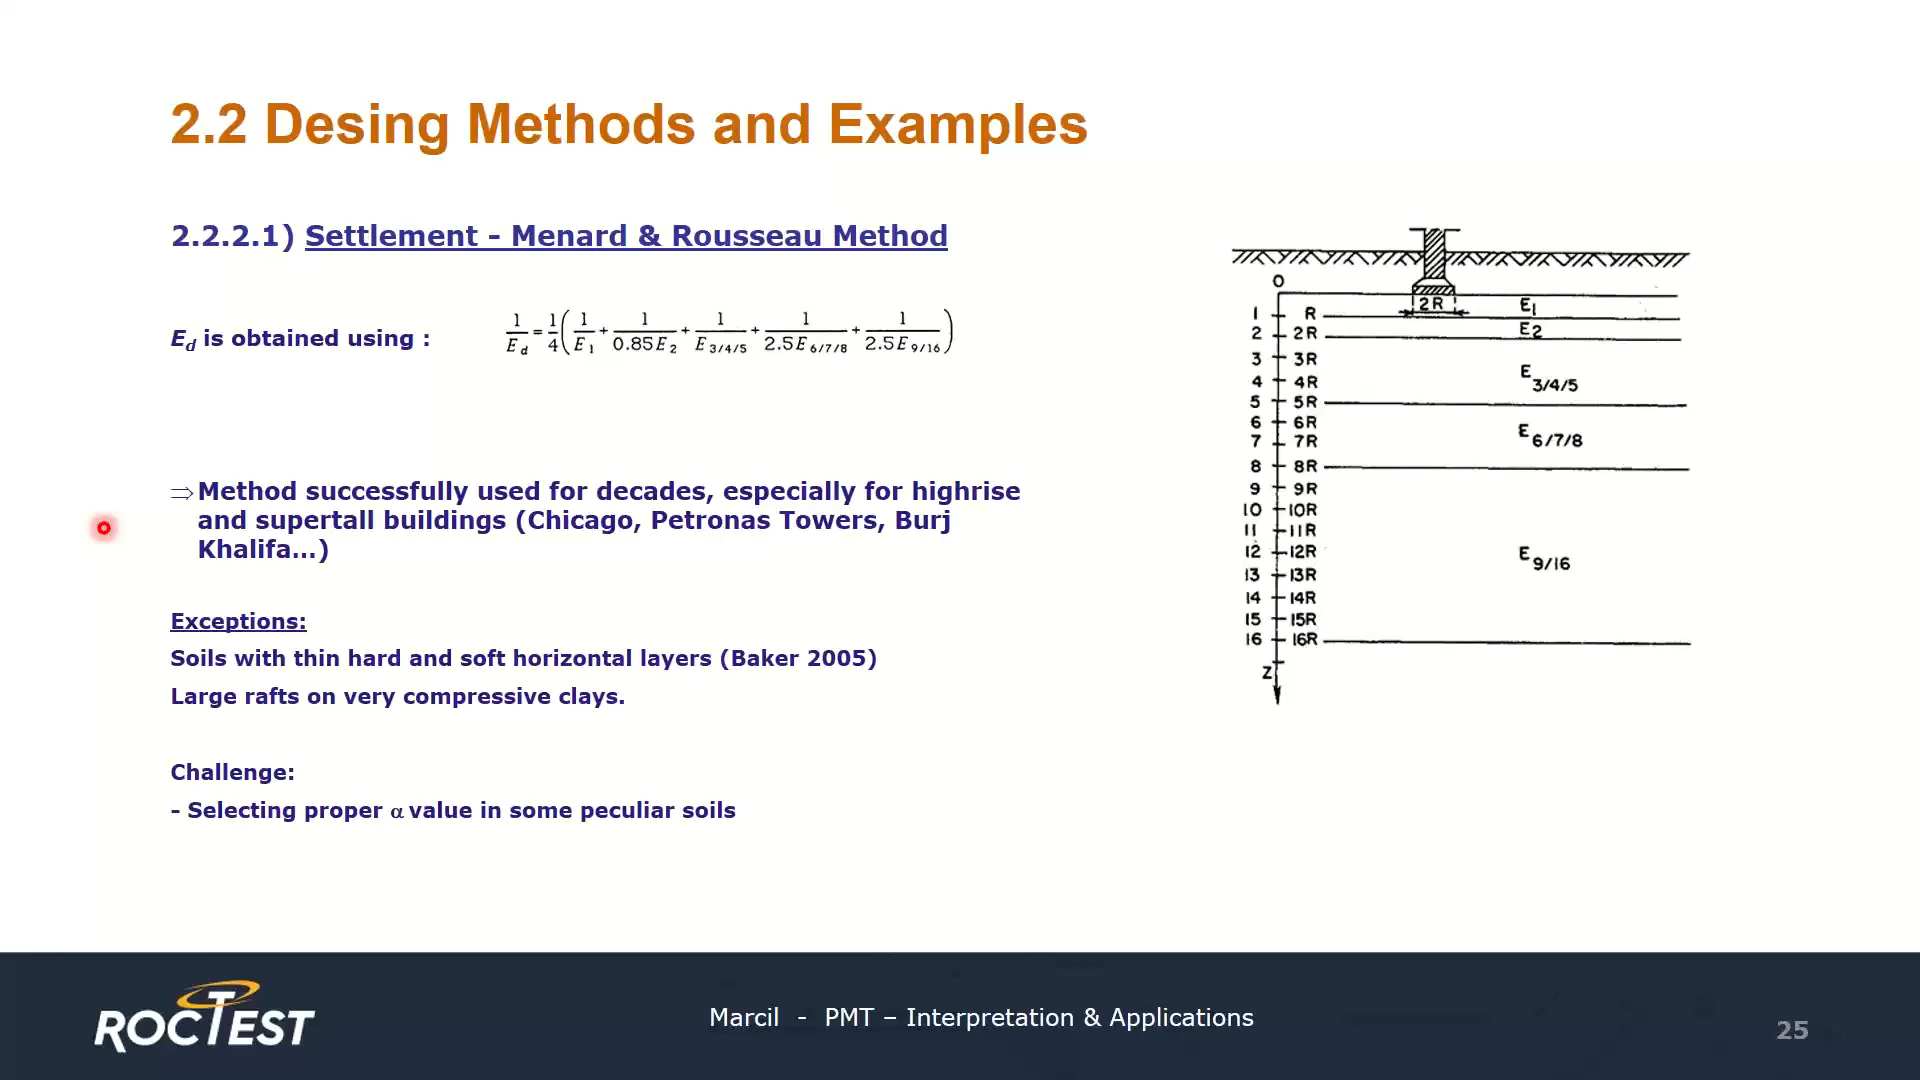 2.2 Desing Methods and Examples
2.2.2.1) Settlement - Menard & Rousseau Method
E_d is obtained using :
1/E_d = 1/4 ( 1/E_1 + 1/0.85E_2 + 1/E_3/4/5 + 1/2.5E_6/7/8 + 1/2.5E_9/16 )
⇒ Method successfully used for decades, especially for highrise
and supertall buildings (Chicago, Petronas Towers, Burj
Khalifa...)
Exceptions:
Soils with thin hard and soft horizontal layers (Baker 2005)
Large rafts on very compressive clays.
Challenge:
- Selecting proper α value in some peculiar soils
0
2R
1 R E1
2 2R E2
3 3R
4 4R E3/4/5
5 5R
6 6R
7 7R E6/7/8
8 8R
9 9R
10 10R
11 11R
12 12R E9/16
13 13R
14 14R
15 15R
16 16R
Z
ROCTEST
Marcil - PMT – Interpretation & Applications
25